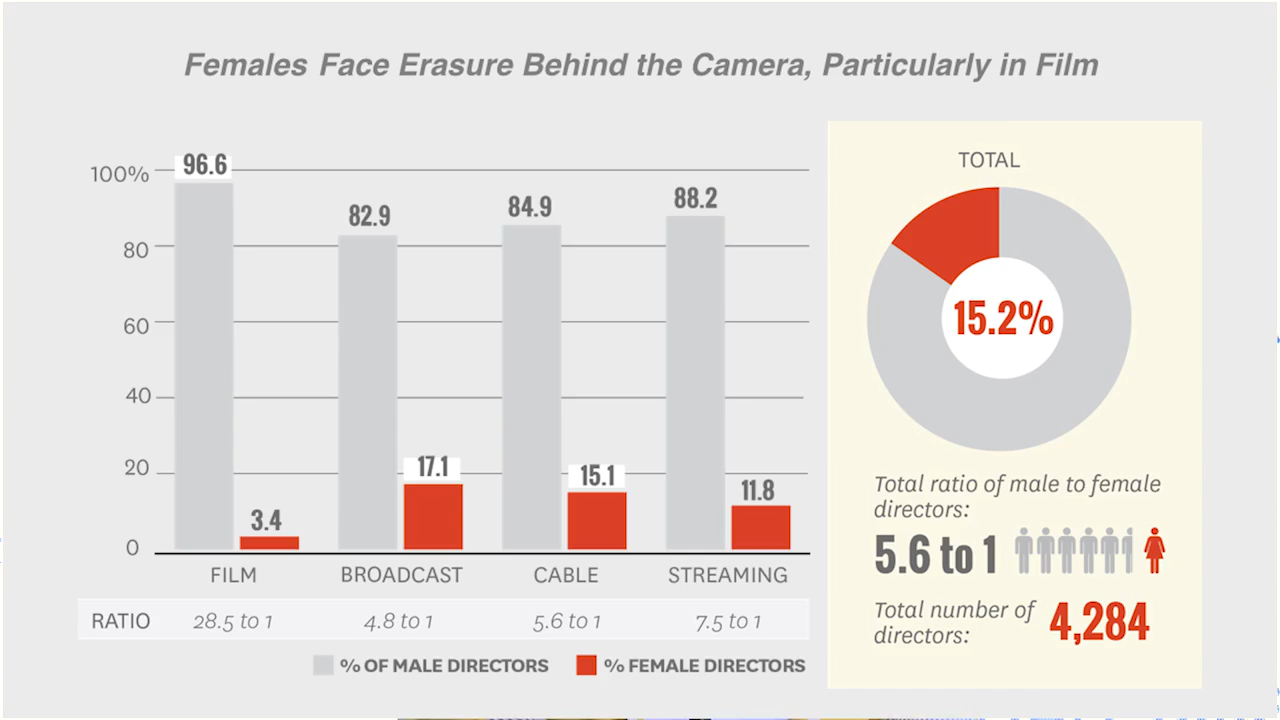 Females Face Erasure Behind the Camera, Particularly in Film
100%
80
60
40
20
0
96.6
3.4
82.9
17.1
84.9
15.1
88.2
11.8
FILM
BROADCAST
CABLE
STREAMING
RATIO 28.5 to 1 4.8 to 1 5.6 to 1 7.5 to 1
% OF MALE DIRECTORS % FEMALE DIRECTORS
TOTAL
15.2%
Total ratio of male to female
directors:
5.6 to 1
Total number of
directors:
4,284